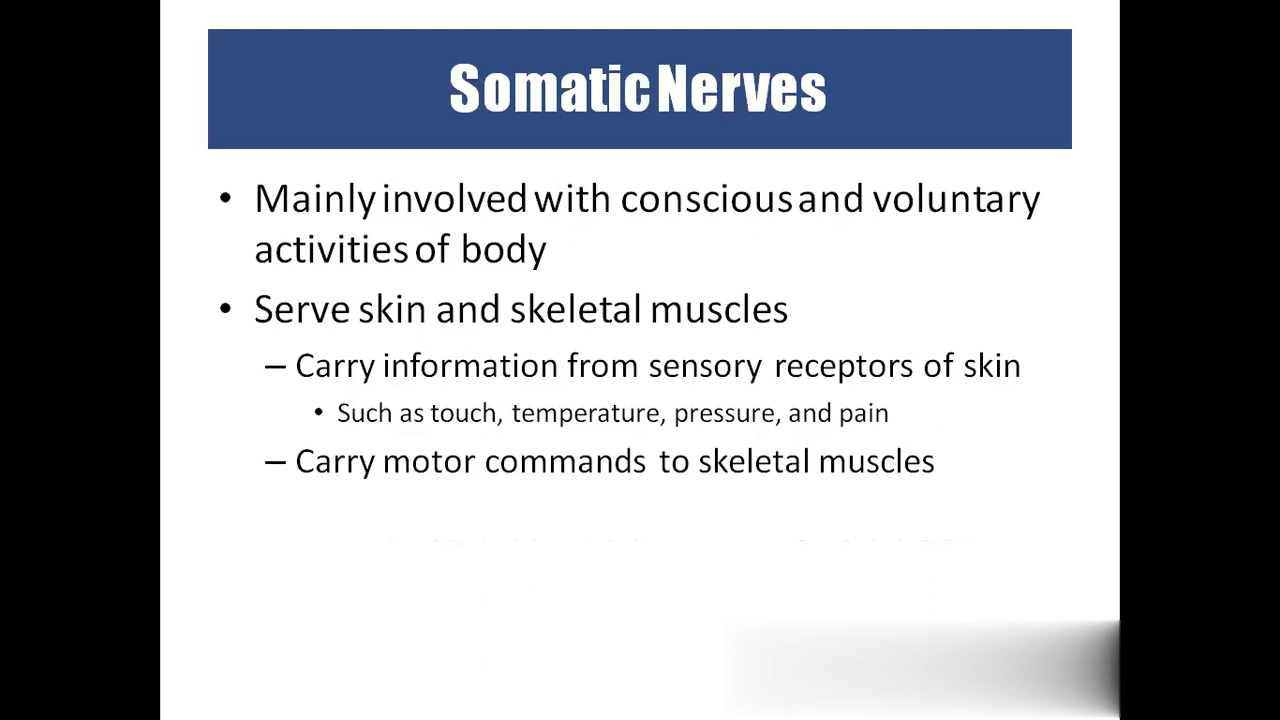 Somatic Nerves
• Mainly involved with conscious and voluntary
activities of body
• Serve skin and skeletal muscles
– Carry information from sensory receptors of skin
• Such as touch, temperature, pressure, and pain
– Carry motor commands to skeletal muscles